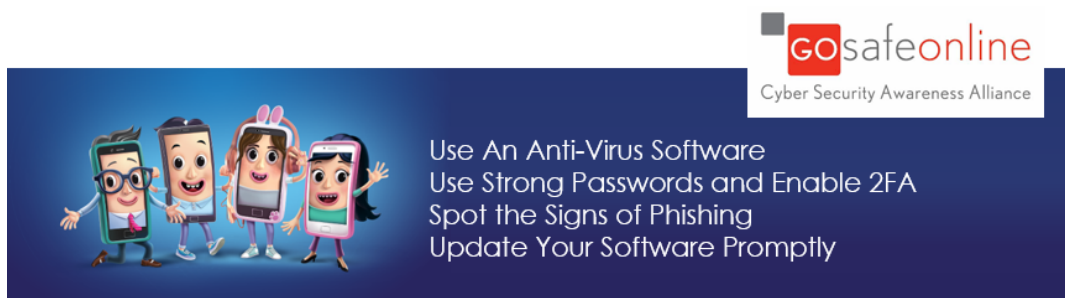 GOsafeonline
Cyber Security Awareness Alliance
Use An Anti-Virus Software
Use Strong Passwords and Enable 2FA
Spot the Signs of Phishing
Update Your Software Promptly